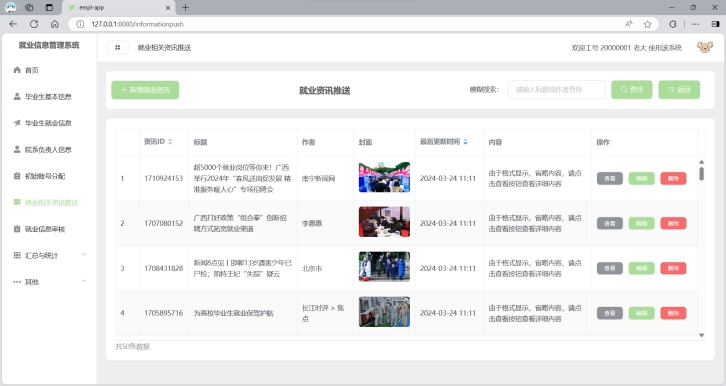 empl-app
127.0.0.1:8080/informationpush
就业信息管理系统
就业相关资讯推送
欢迎工号 20000001 老大 使用该系统
首页
毕业生基本信息
毕业生就业信息
院系负责人信息
初始账号分配
就业相关资讯推送
就业信息审核
汇总与统计
其他
+ 新增就业资讯
就业资讯推送
模糊搜索:
请输入标题或作者查找
查找
返回
资讯ID
标题
作者
封面
最后更新时间
内容
操作
1
1710924153
超5000个就业岗位等你来！广西
举行2024年“春风送岗促发展 精
准服务暖人心”专场招聘会
南宁新闻网
2024-03-24 11:11
由于格式显示，省略内容，请点
击查看按钮查看详细内容
查看
编辑
删除
2
1707080152
广西打好政策“组合拳”创新招
聘方式拓宽就业渠道
李惠惠
2024-03-24 11:11
由于格式显示，省略内容，请点
击查看按钮查看详细内容
查看
编辑
删除
3
1708431828
新闻8点见丨邯郸13岁遇害少年已
尸检；凯特王妃“失踪”疑云
北京市
2024-03-24 11:11
由于格式显示，省略内容，请点
击查看按钮查看详细内容
查看
编辑
删除
4
1705895716
为高校毕业生就业保驾护航
长江时评 > 焦
点
2024-03-24 11:11
由于格式显示，省略内容，请点
击查看按钮查看详细内容
查看
编辑
删除
共50条数据